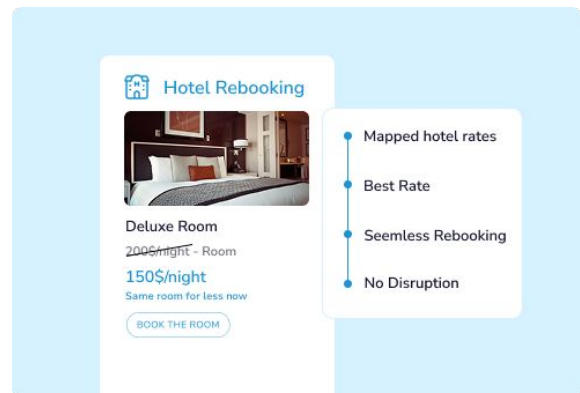 Hotel Rebooking
Deluxe Room
200$/night - Room
150$/night
Same room for less now
BOOK THE ROOM
Mapped hotel rates
Best Rate
Seemless Rebooking
No Disruption